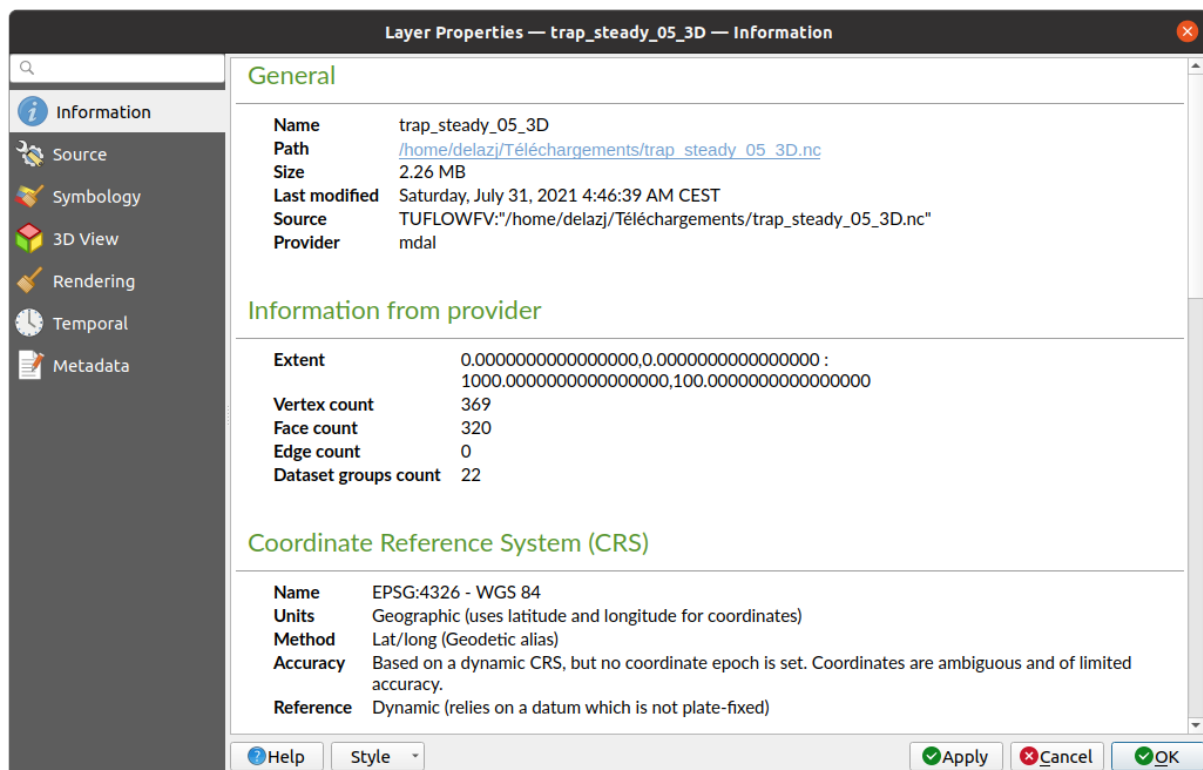 Layer Properties — trap_steady_05_3D — Information
Information
Source
Symbology
3D View
Rendering
Temporal
Metadata
General
Name trap_steady_05_3D
Path /home/delazj/Téléchargements/trap_steady_05_3D.nc
Size 2.26 MB
Last modified Saturday, July 31, 2021 4:46:39 AM CEST
Source TUFLOWFV:"/home/delazj/Téléchargements/trap_steady_05_3D.nc"
Provider mdal
Information from provider
Extent 0.0000000000000000,0.0000000000000000 :
1000.0000000000000000,100.0000000000000000
Vertex count 369
Face count 320
Edge count 0
Dataset groups count 22
Coordinate Reference System (CRS)
Name EPSG:4326 - WGS 84
Units Geographic (uses latitude and longitude for coordinates)
Method Lat/long (Geodetic alias)
Accuracy Based on a dynamic CRS, but no coordinate epoch is set. Coordinates are ambiguous and of limited
accuracy.
Reference Dynamic (relies on a datum which is not plate-fixed)
Help Style Apply Cancel OK